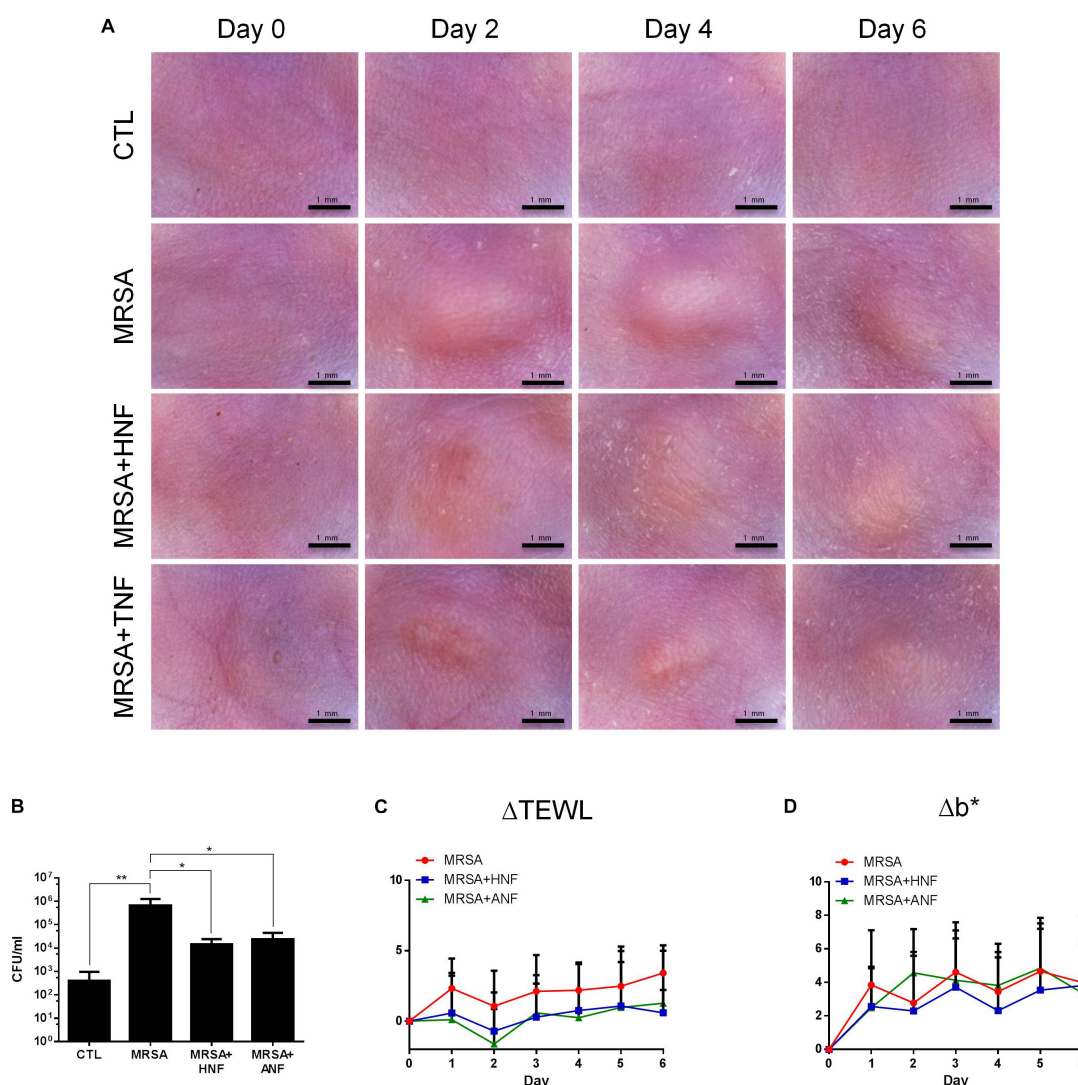 A
Day 0 Day 2 Day 4 Day 6
CTL
1 mm 1 mm 1 mm 1 mm
MRSA
1 mm 1 mm 1 mm 1 mm
MRSA+HNF
1 mm 1 mm 1 mm 1 mm
MRSA+TNF
1 mm 1 mm 1 mm 1 mm
B
** * *
CFU/ml
10⁷
10⁶
10⁵
10⁴
10³
10²
10¹
10⁰
CTL MRSA MRSA+ MRSA+
HNF ANF
C
ΔTEWL
MRSA
MRSA+HNF
MRSA+ANF
10
5
0
0 1 2 3 4 5 6
Day
D
Δb*
MRSA
MRSA+HNF
MRSA+ANF
10
8
6
4
2
0
0 1 2 3 4 5
Day